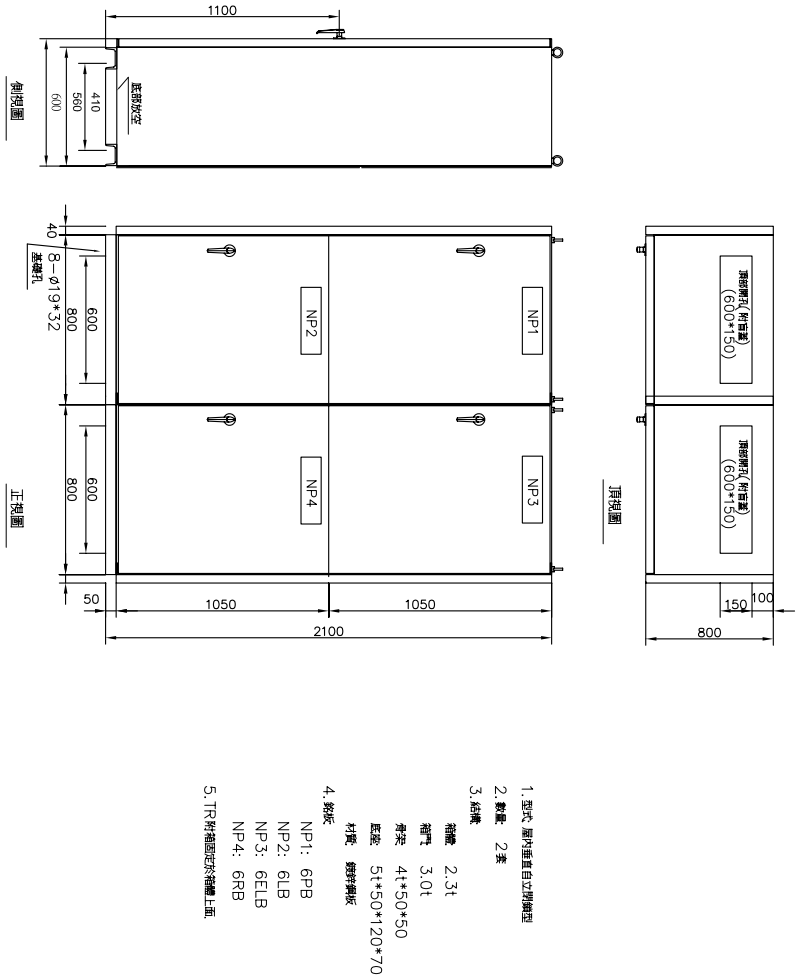 1100
底部放空
410
560
600
側視圖
40
8-Ø19*32
基礎孔
600
800
600
800
NP1
NP2
NP3
NP4
正視圖
50
1050
1050
2100
頂部開孔(附盲蓋)
(600*150)
頂部開孔(附盲蓋)
(600*150)
頂視圖
150
100
800
1. 型式: 屋內垂直自立閉鎖型
2. 數量: 2套
3. 結構:
箱體: 2.3t
箱門: 3.0t
骨架: 4t*50*50
底座: 5t*50*120*70
材質: 鍍鋅鋼板
4. 銘板
NP1: 6PB
NP2: 6LB
NP3: 6ELB
NP4: 6RB
5. TR附箱固定於箱體上面.